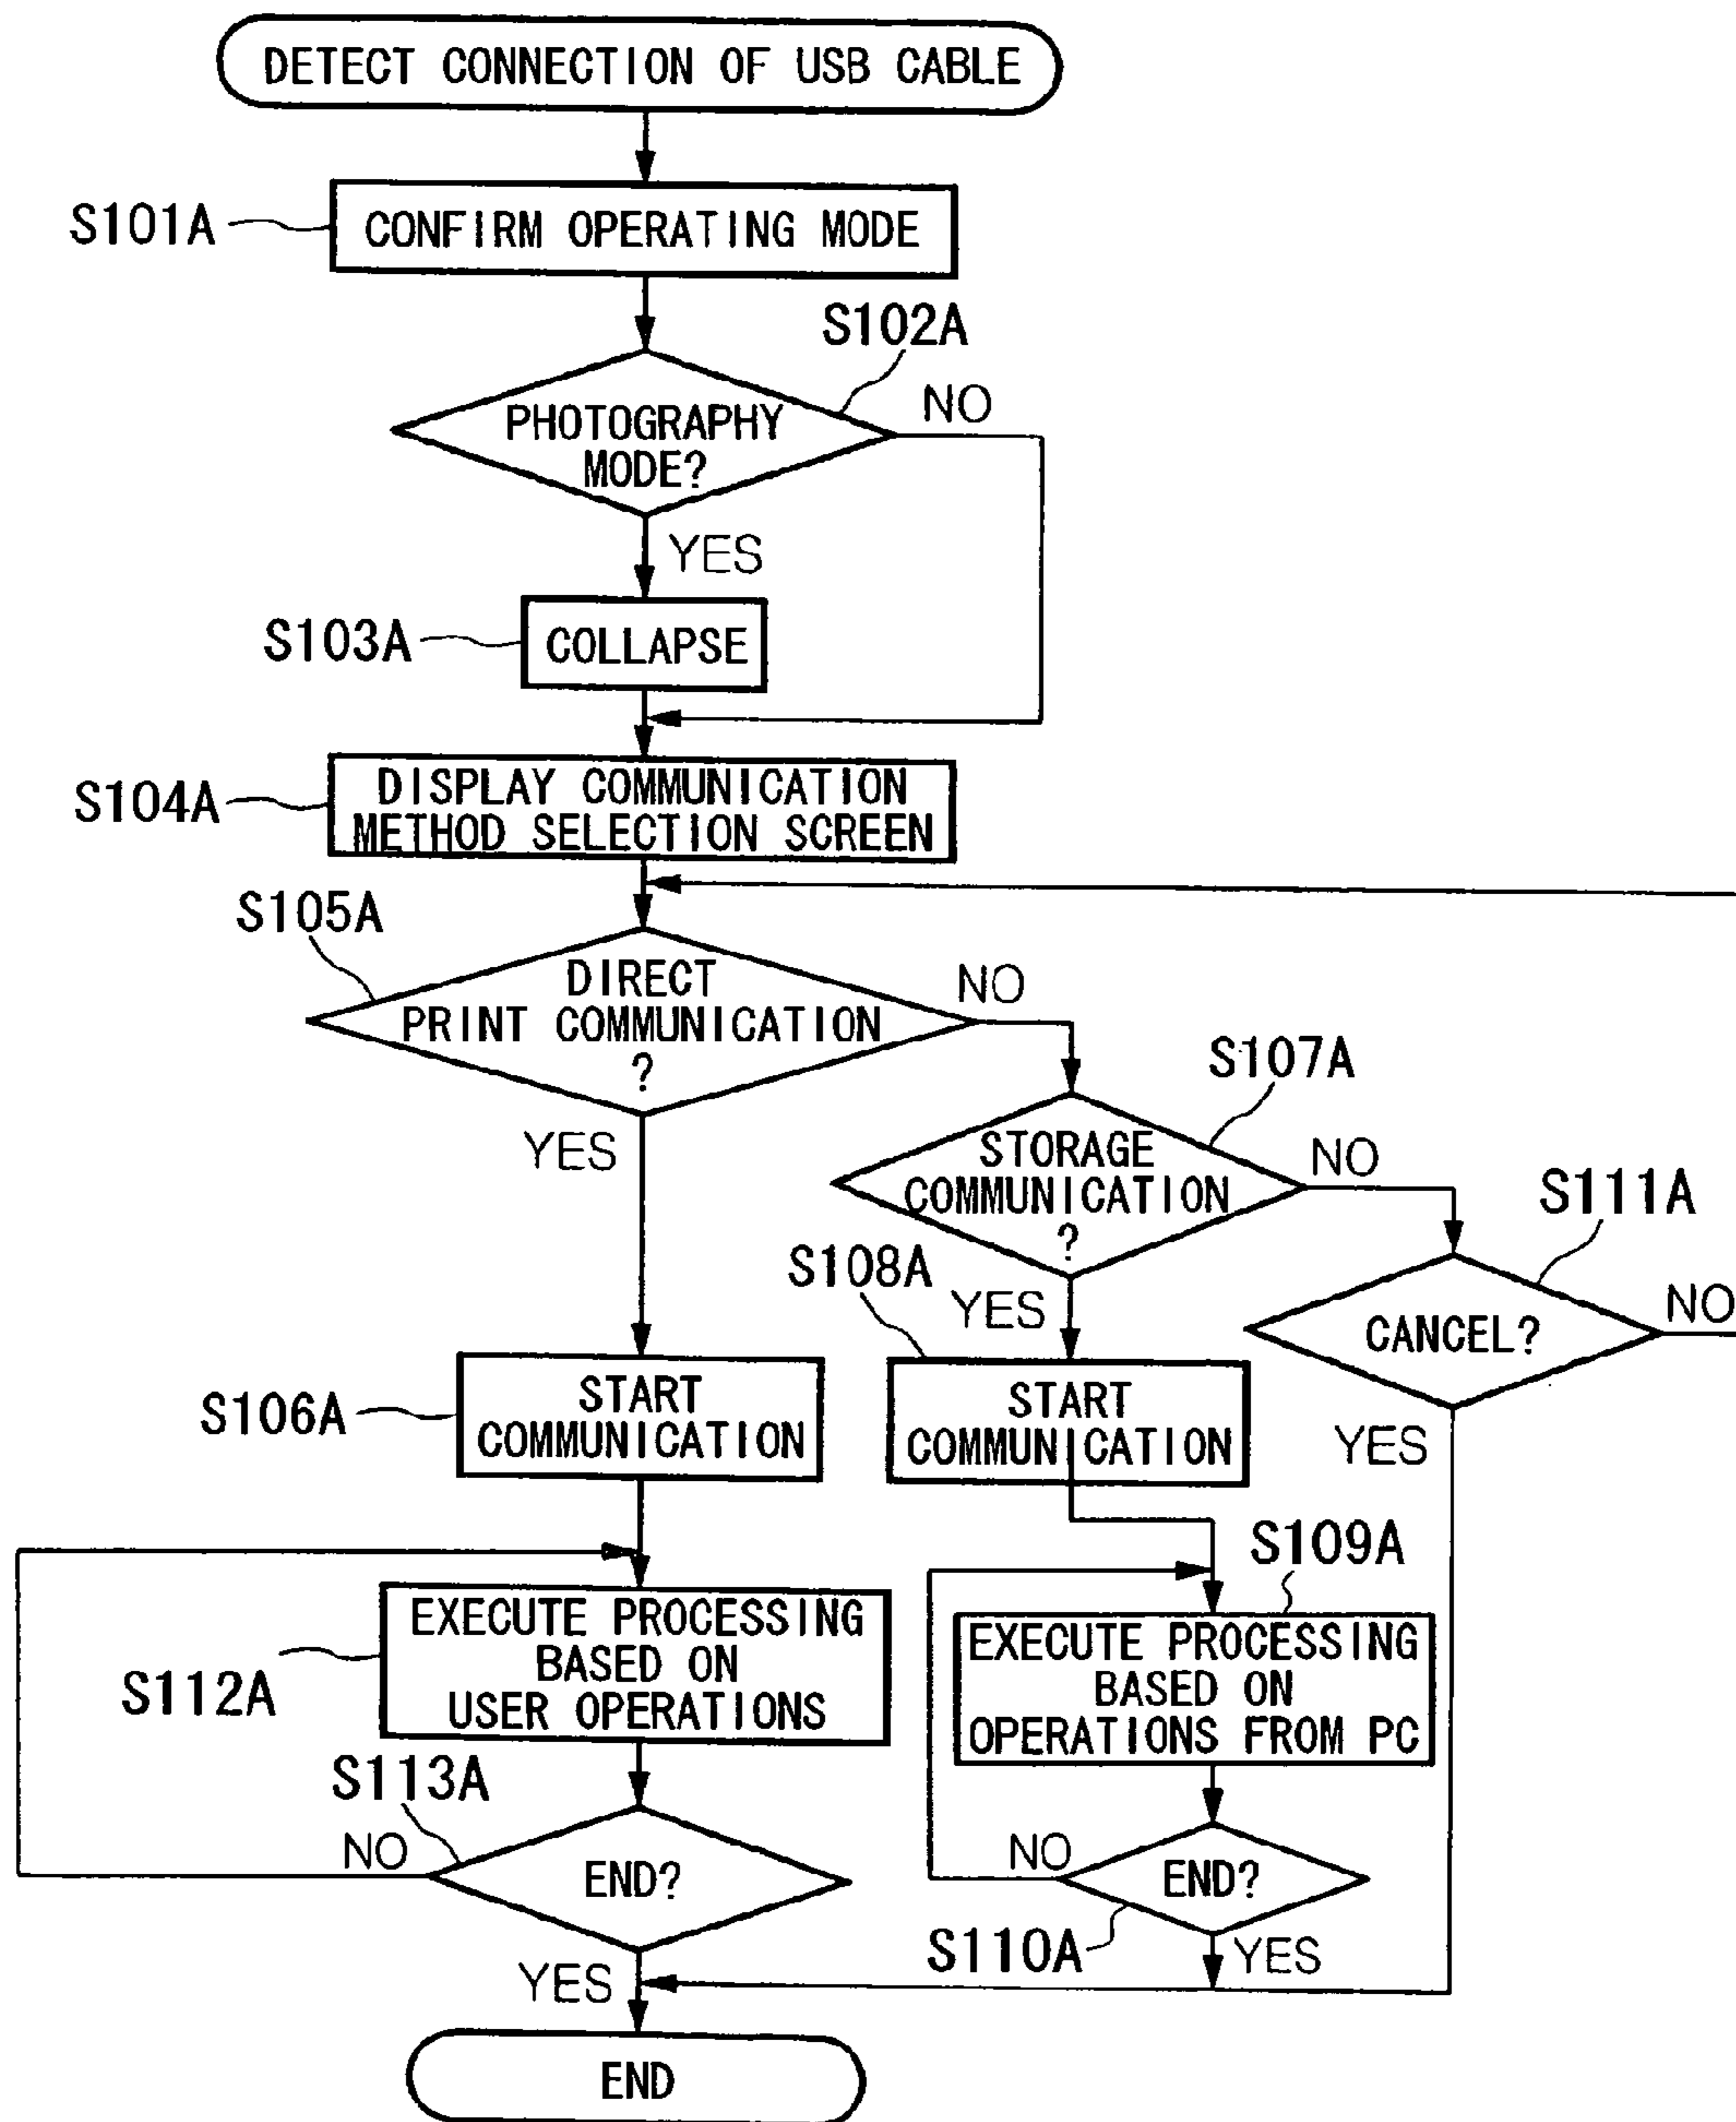 DETECT CONNECTION OF USB CABLE
S101A
CONFIRM OPERATING MODE
S102A
PHOTOGRAPHY
MODE?
NO
YES
S103A
COLLAPSE
S104A
DISPLAY COMMUNICATION
METHOD SELECTION SCREEN
S105A
DIRECT
PRINT COMMUNICATION
?
NO
YES
S107A
STORAGE
COMMUNICATION
?
NO
YES
S111A
CANCEL?
NO
YES
S106A
START
COMMUNICATION
S108A
START
COMMUNICATION
S112A
EXECUTE PROCESSING
BASED ON
USER OPERATIONS
S109A
EXECUTE PROCESSING
BASED ON
OPERATIONS FROM PC
S113A
END?
NO
YES
S110A
END?
NO
YES
END